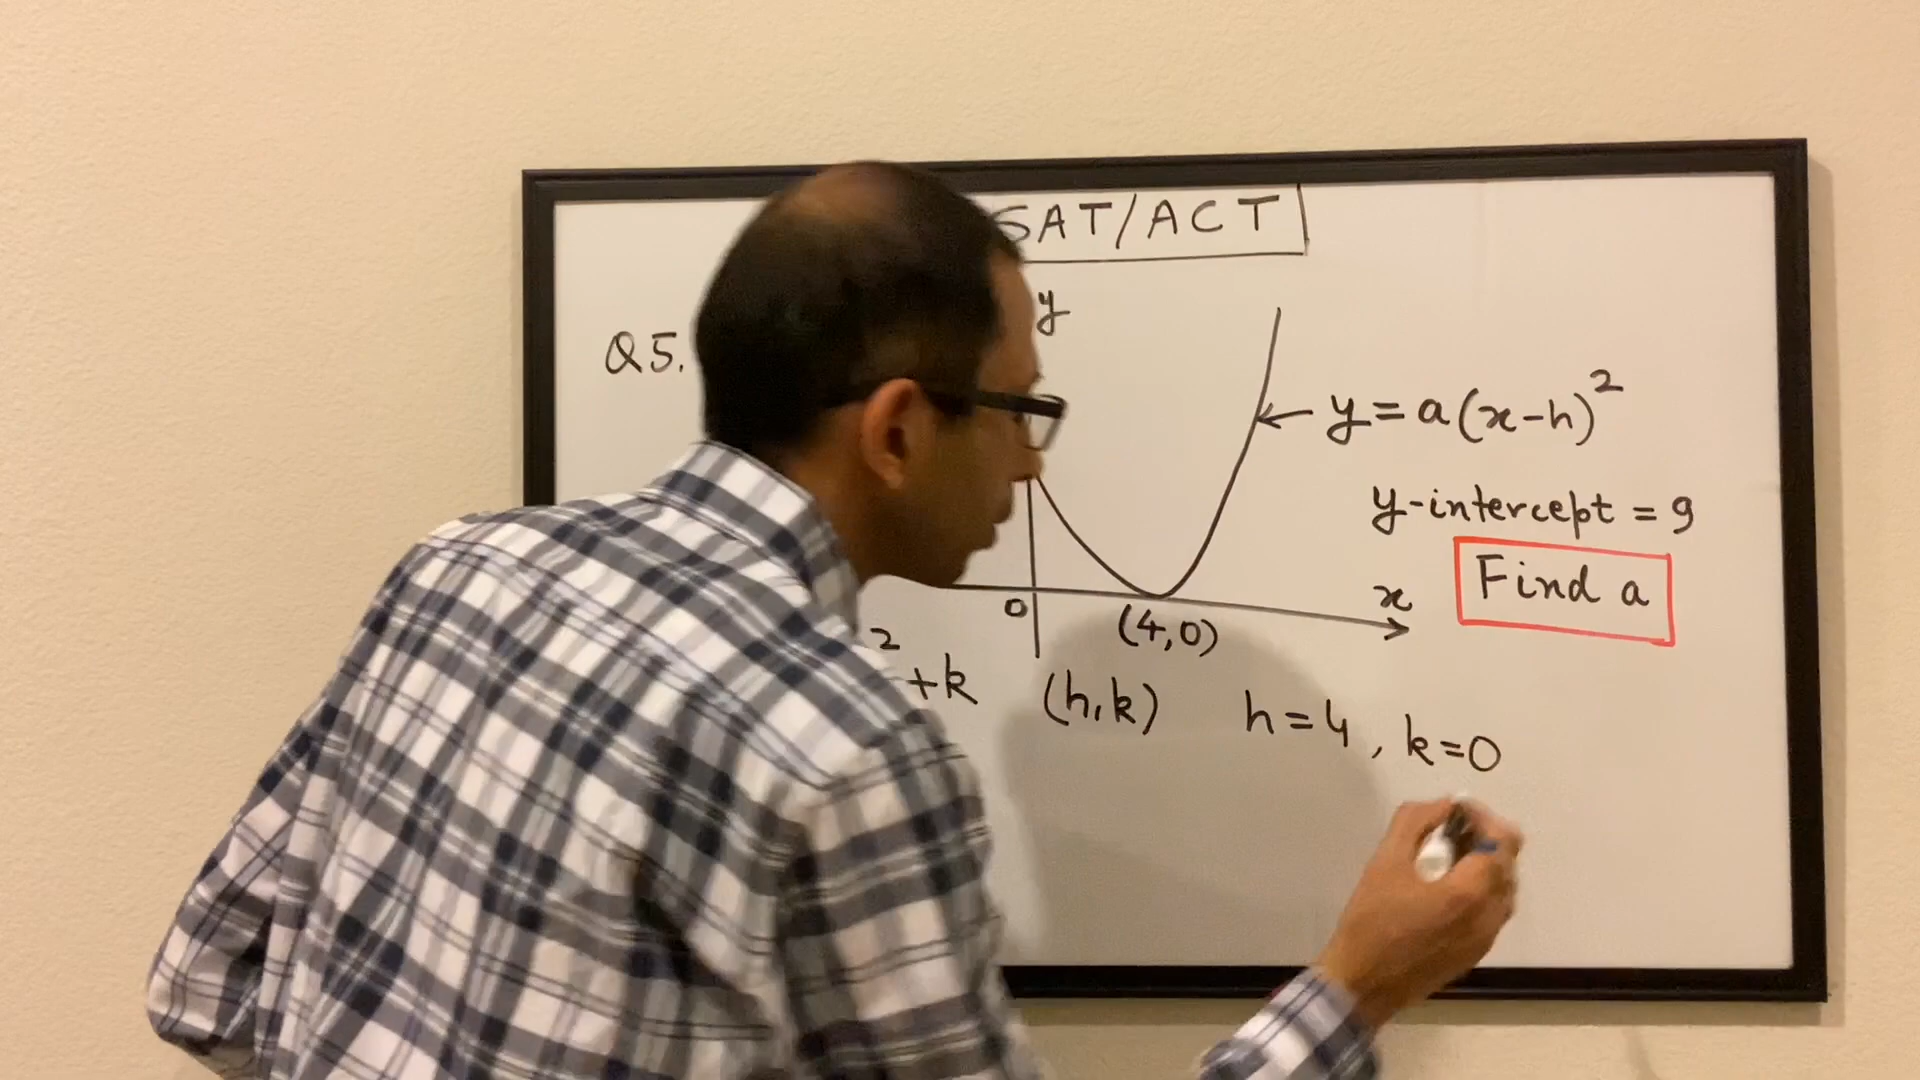 SAT/ACT
y
Q5.
y = a(x-h)²
y-intercept = 9
Find a
x
0
(4,0)
² +k (h,k) h=4, k=0